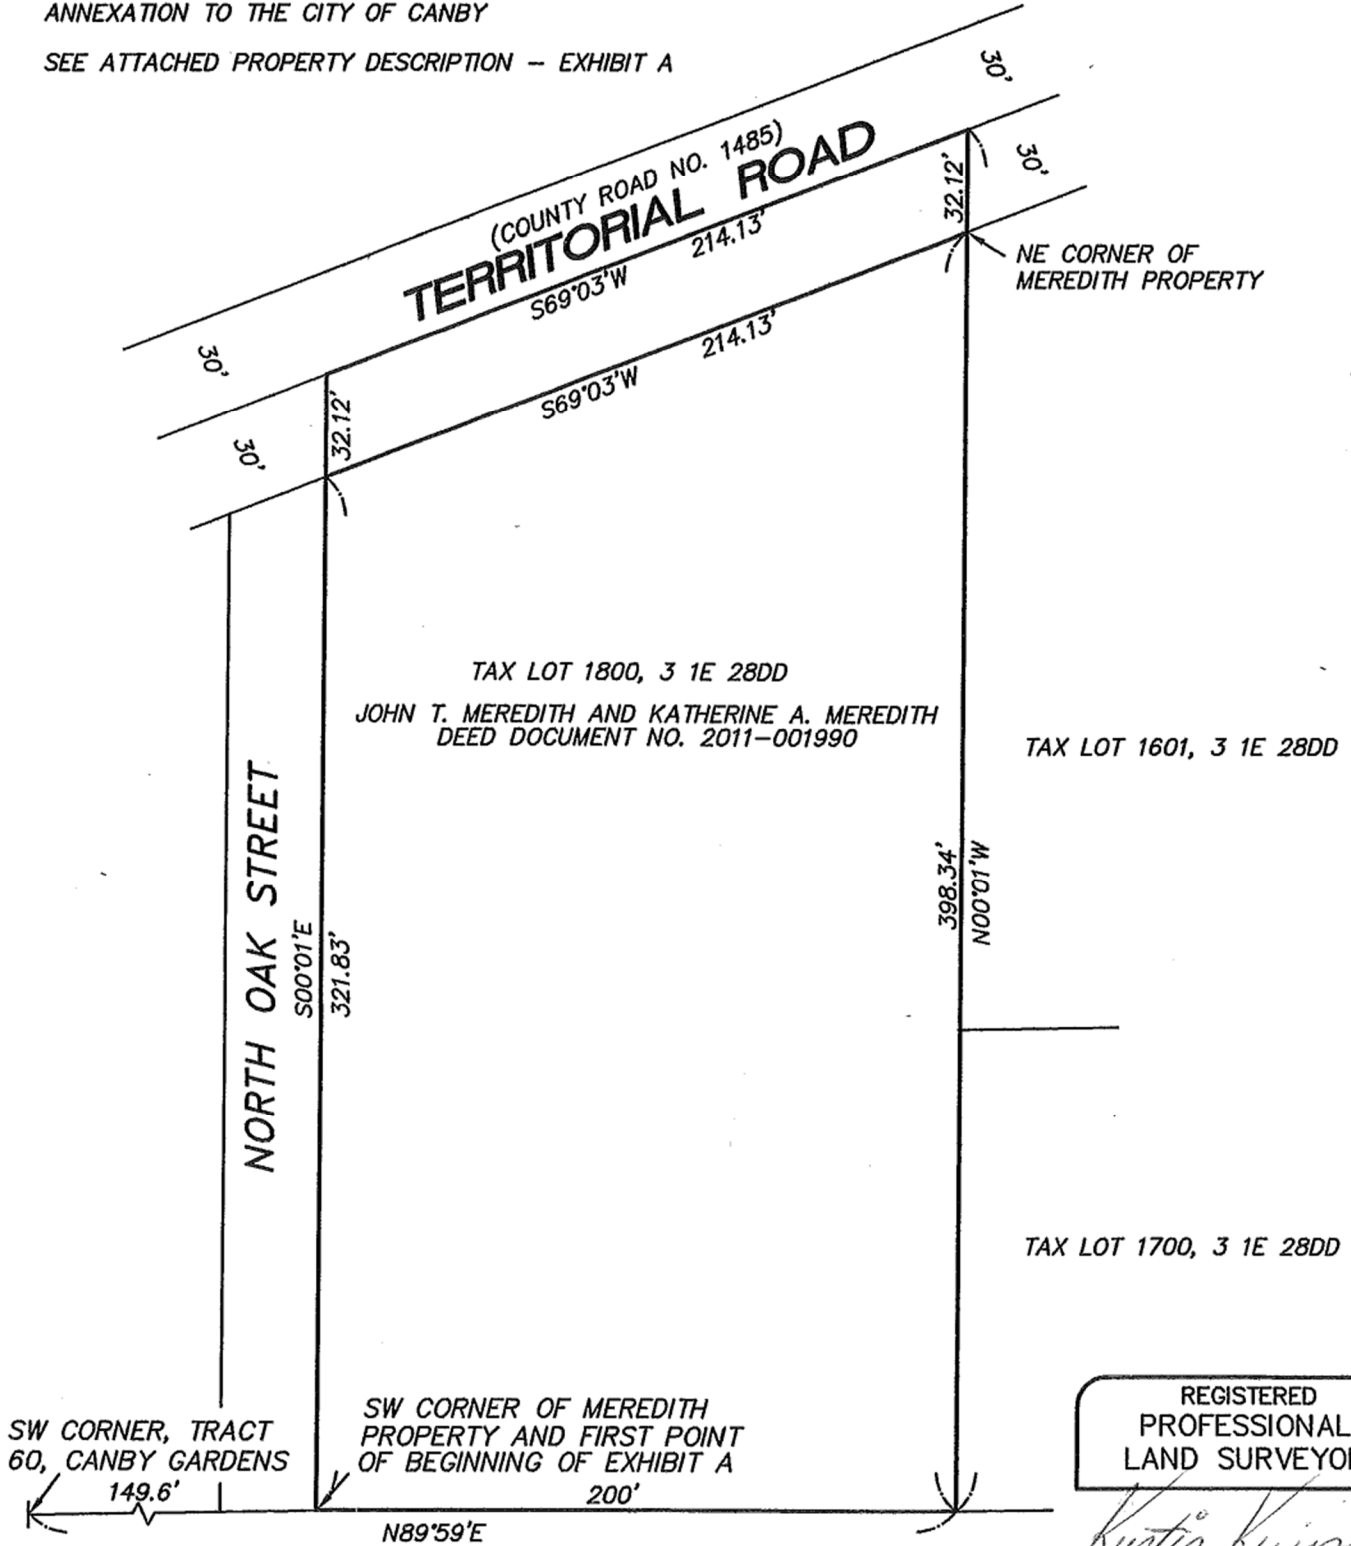 ANNEXATION TO THE CITY OF CANBY
SEE ATTACHED PROPERTY DESCRIPTION – EXHIBIT A
30'
(COUNTY ROAD NO. 1485)
TERRITORIAL ROAD
S69°03'W
214.13'
32.12'
30'
NE CORNER OF
MEREDITH PROPERTY
30'
S69°03'W
214.13'
30'
32.12'
TAX LOT 1800, 3 1E 28DD
JOHN T. MEREDITH AND KATHERINE A. MEREDITH
DEED DOCUMENT NO. 2011–001990
TAX LOT 1601, 3 1E 28DD
NORTH OAK STREET
S00°01'E
321.83'
398.34'
N00°01'W
TAX LOT 1700, 3 1E 28DD
SW CORNER, TRACT
60, CANBY GARDENS
149.6'
SW CORNER OF MEREDITH
PROPERTY AND FIRST POINT
OF BEGINNING OF EXHIBIT A
200'
N89°59'E
REGISTERED
PROFESSIONAL
LAND SURVEYOR